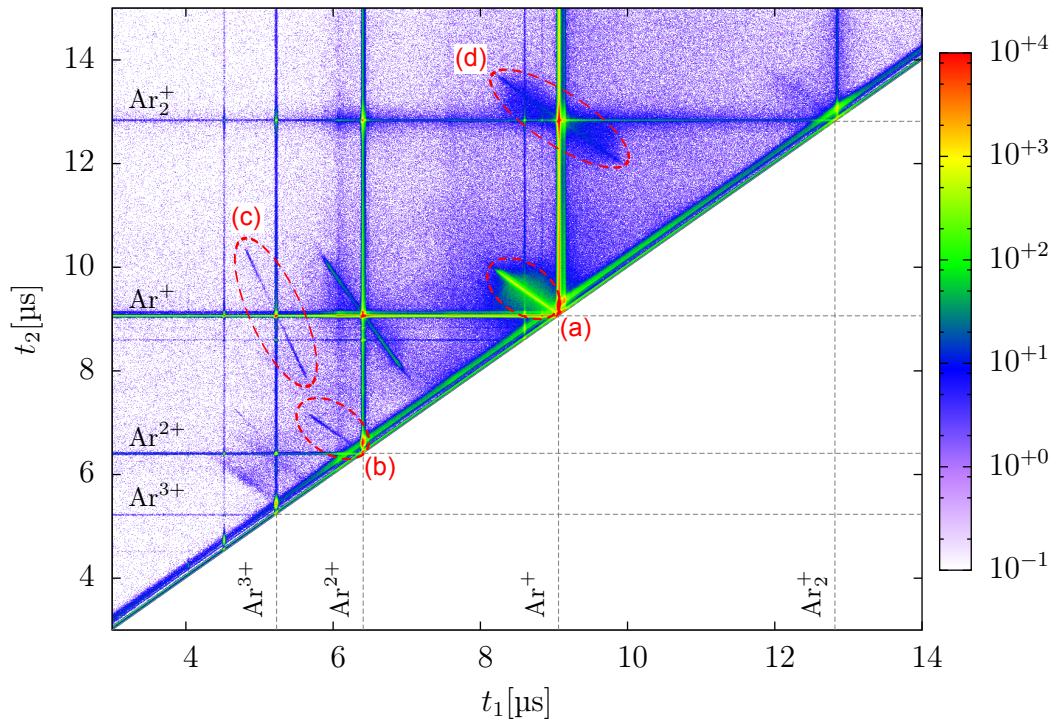 14
12
10
8
6
4
t₂[µs]
Ar₂⁺
Ar⁺
Ar²⁺
Ar³⁺
(d)
(c)
(a)
(b)
Ar³⁺
Ar²⁺
Ar⁺
Ar₂⁺
4
6
8
10
12
14
t₁[µs]
10⁺⁴
10⁺³
10⁺²
10⁺¹
10⁺⁰
10⁻¹